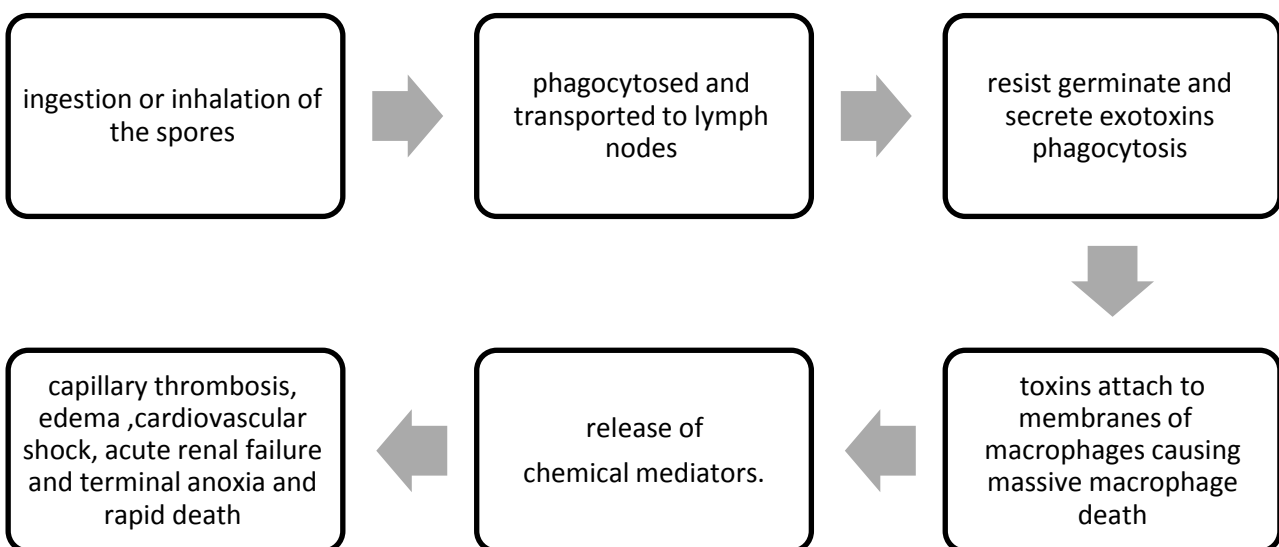 ingestion or inhalation of
the spores
phagocytosed and
transported to lymph
nodes
resist germinate and
secrete exotoxins
phagocytosis
toxins attach to
membranes of
macrophages causing
massive macrophage
death
release of
chemical mediators.
capillary thrombosis,
edema ,cardiovascular
shock, acute renal failure
and terminal anoxia and
rapid death